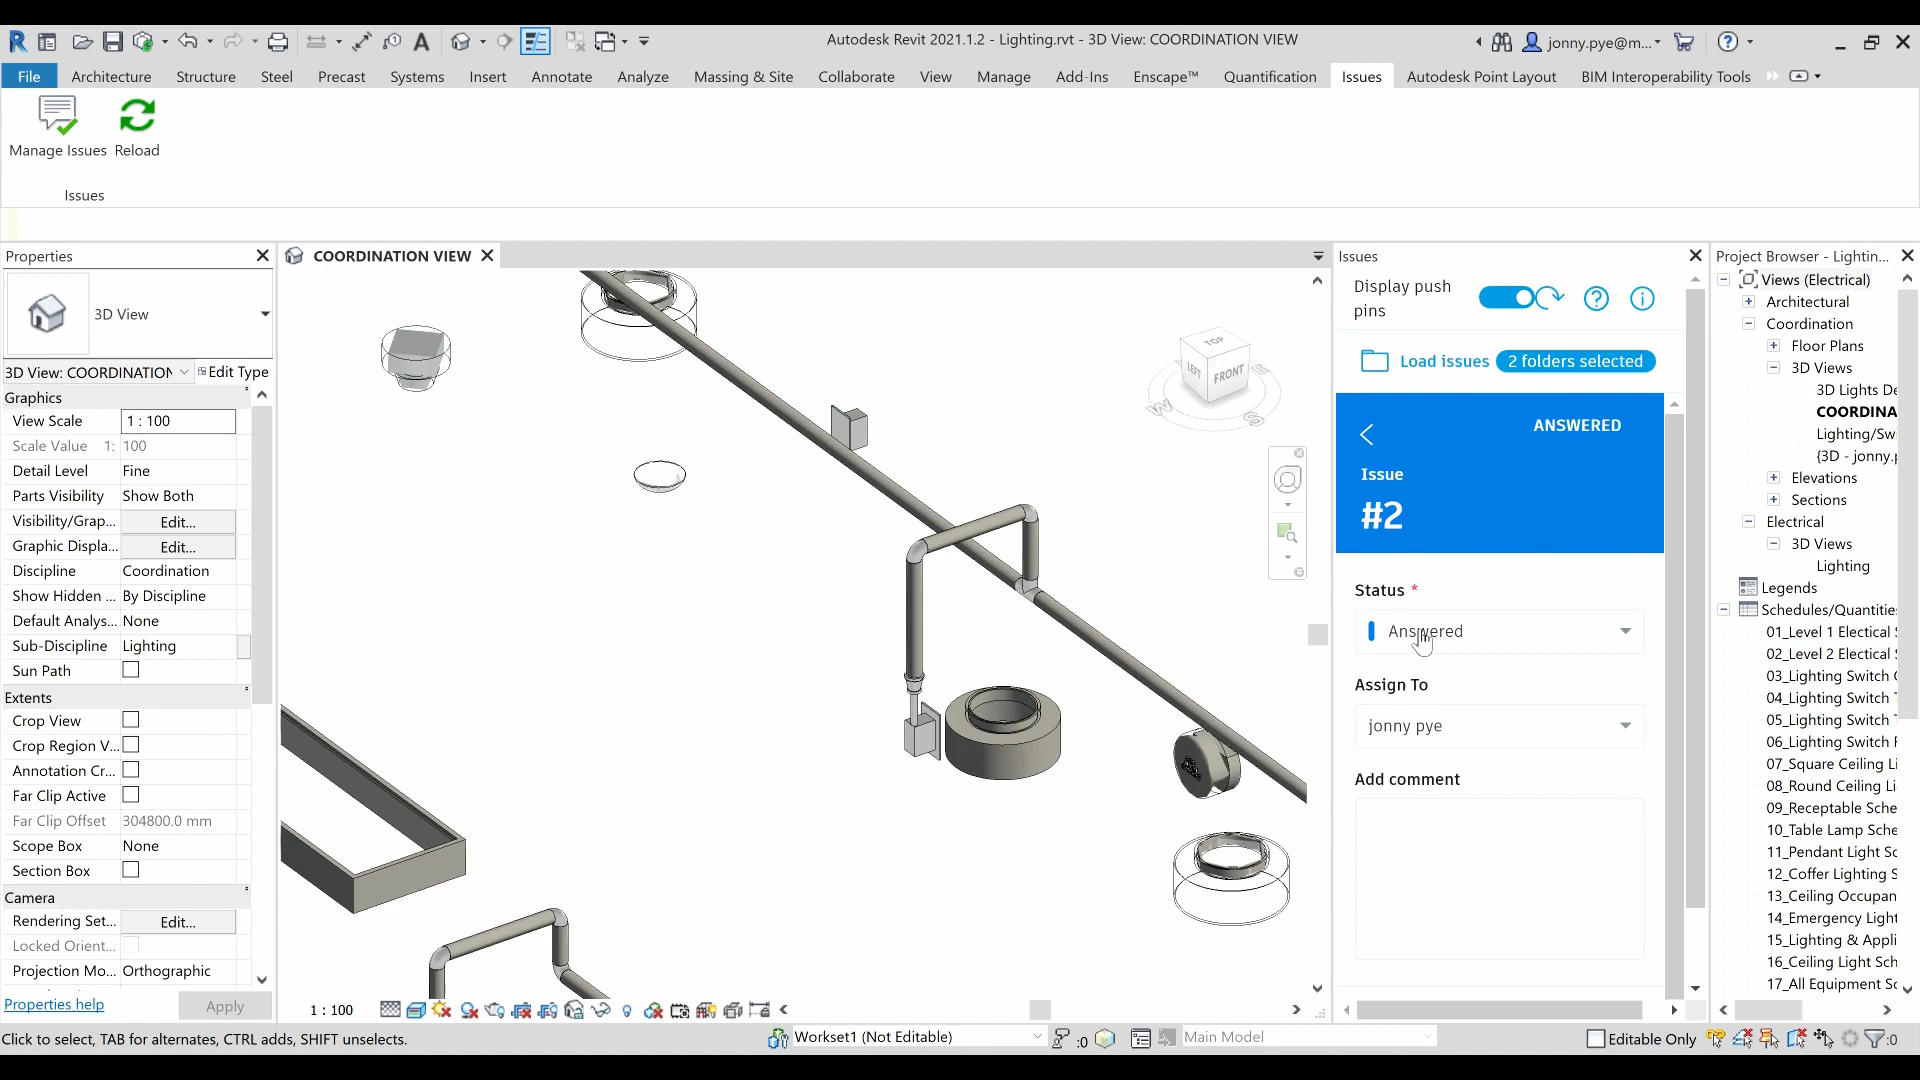 Autodesk Revit 2021.1.2 - Lighting.rvt - 3D View: COORDINATION VIEW
jonny.pye@m...
File Architecture Structure Steel Precast Systems Insert Annotate Analyze Massing & Site Collaborate View Manage Add-Ins Enscape™ Quantification Issues Autodesk Point Layout BIM Interoperability Tools
Manage Issues Reload
Issues
Properties
3D View
3D View: COORDINATION
Edit Type
Graphics
View Scale 1 : 100
Scale Value 1: 100
Detail Level Fine
Parts Visibility Show Both
Visibility/Grap... Edit...
Graphic Displa... Edit...
Discipline Coordination
Show Hidden ... By Discipline
Default Analys... None
Sub-Discipline Lighting
Sun Path
Extents
Crop View
Crop Region V...
Annotation Cr...
Far Clip Active
Far Clip Offset 304800.0 mm
Scope Box None
Section Box
Camera
Rendering Set... Edit...
Locked Orient...
Projection Mo... Orthographic
Properties help Apply
COORDINATION VIEW
TOP
LEFT
FRONT
W
S
E
1 : 100
Issues
Display push
pins
Load issues 2 folders selected
ANSWERED
Issue
#2
Status *
Answered
Assign To
jonny pye
Add comment
Project Browser - Lightin...
Views (Electrical)
Architectural
Coordination
Floor Plans
3D Views
3D Lights De
COORDINA
Lighting/Swi
{3D - jonny.p
Elevations
Sections
Electrical
3D Views
Lighting
Legends
Schedules/Quantitie
01_Level 1 Electical S
02_Level 2 Electical S
03_Lighting Switch
04_Lighting Switch T
05_Lighting Switch T
06_Lighting Switch F
07_Square Ceiling Li
08_Round Ceiling Li
09_Receptable Sche
10_Table Lamp Sche
11_Pendant Light Sc
12_Coffer Lighting S
13_Ceiling Occupan
14_Emergency Light
15_Lighting & Appli
16_Ceiling Light Sch
17_All Equipment Sc
Click to select, TAB for alternates, CTRL adds, SHIFT unselects.
Workset1 (Not Editable)
:0
Main Model
Editable Only
:0